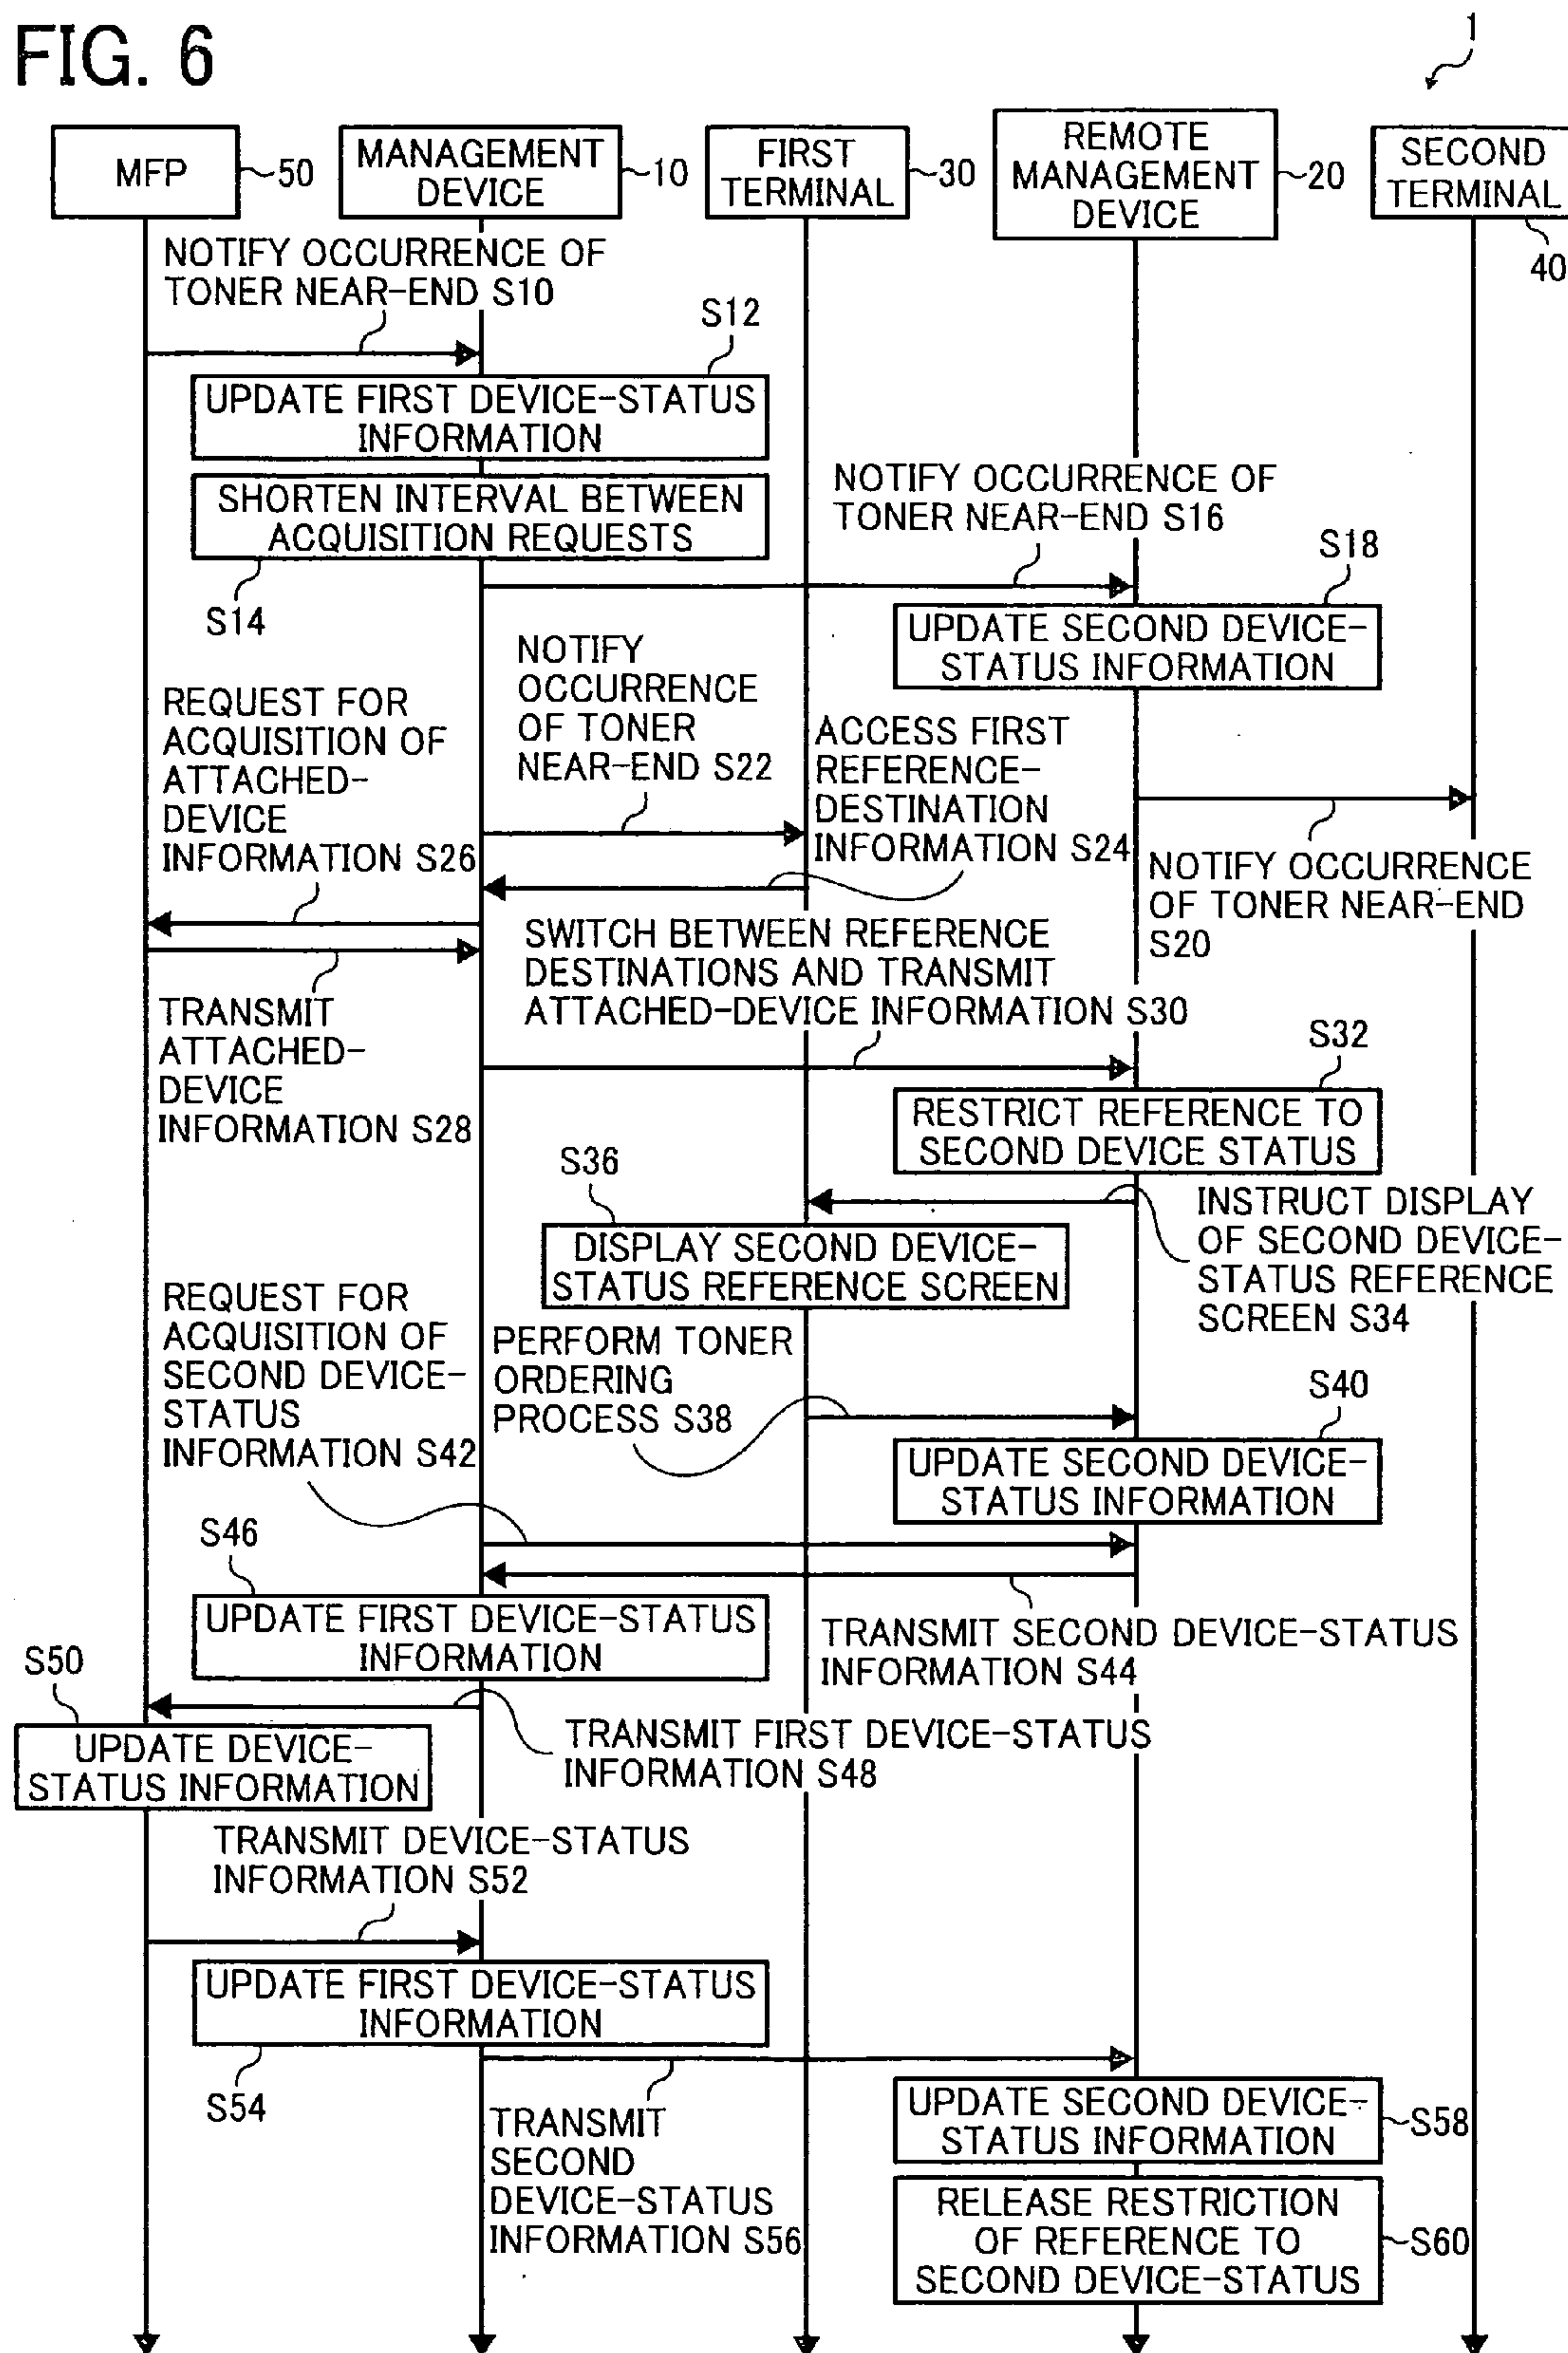 FIG. 6
1
MFP
50
MANAGEMENT
DEVICE
10
FIRST
TERMINAL
30
REMOTE
MANAGEMENT
DEVICE
20
SECOND
TERMINAL
40
NOTIFY OCCURRENCE OF
TONER NEAR-END S10
S12
UPDATE FIRST DEVICE-STATUS
INFORMATION
SHORTEN INTERVAL BETWEEN
ACQUISITION REQUESTS
S14
NOTIFY OCCURRENCE OF
TONER NEAR-END S16
S18
UPDATE SECOND DEVICE-
STATUS INFORMATION
NOTIFY
OCCURRENCE
OF TONER
NEAR-END S22
REQUEST FOR
ACQUISITION OF
ATTACHED-
DEVICE
INFORMATION S26
ACCESS FIRST
REFERENCE-
DESTINATION
INFORMATION S24
NOTIFY OCCURRENCE
OF TONER NEAR-END
S20
SWITCH BETWEEN REFERENCE
DESTINATIONS AND TRANSMIT
ATTACHED-DEVICE INFORMATION S30
TRANSMIT
ATTACHED-
DEVICE
INFORMATION S28
S32
RESTRICT REFERENCE TO
SECOND DEVICE STATUS
S36
DISPLAY SECOND DEVICE-
STATUS REFERENCE SCREEN
INSTRUCT DISPLAY
OF SECOND DEVICE-
STATUS REFERENCE
SCREEN S34
REQUEST FOR
ACQUISITION OF
SECOND DEVICE-
STATUS
INFORMATION S42
PERFORM TONER
ORDERING
PROCESS S38
S40
UPDATE SECOND DEVICE-
STATUS INFORMATION
S46
UPDATE FIRST DEVICE-STATUS
INFORMATION
TRANSMIT SECOND DEVICE-STATUS
INFORMATION S44
S50
UPDATE DEVICE-
STATUS INFORMATION
TRANSMIT FIRST DEVICE-STATUS
INFORMATION S48
TRANSMIT DEVICE-STATUS
INFORMATION S52
UPDATE FIRST DEVICE-STATUS
INFORMATION
S54
TRANSMIT
SECOND
DEVICE-STATUS
INFORMATION S56
UPDATE SECOND DEVICE-
STATUS INFORMATION
S58
RELEASE RESTRICTION
OF REFERENCE TO
SECOND DEVICE-STATUS
S60